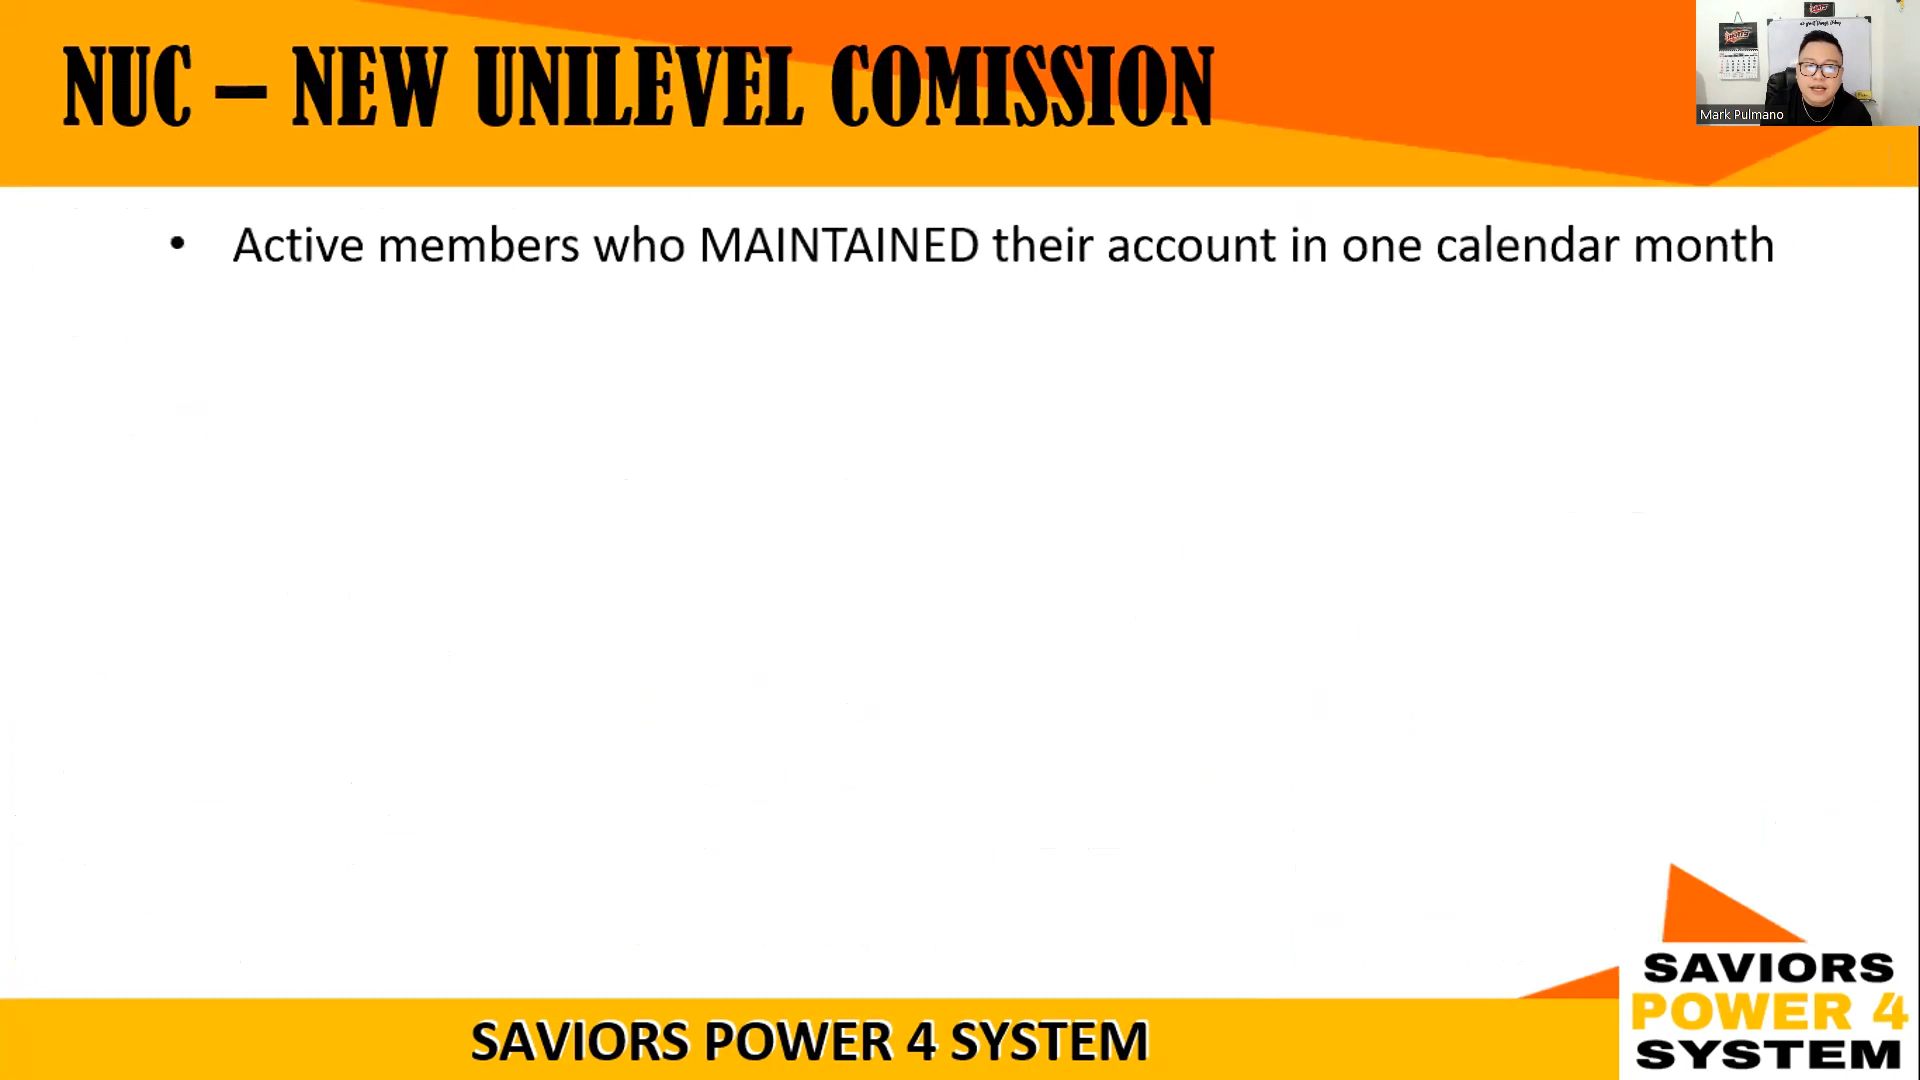 NUC – NEW UNILEVEL COMISSION
Mark Pulmano
• Active members who MAINTAINED their account in one calendar month
SAVIORS POWER 4 SYSTEM
SAVIORS
POWER 4
SYSTEM